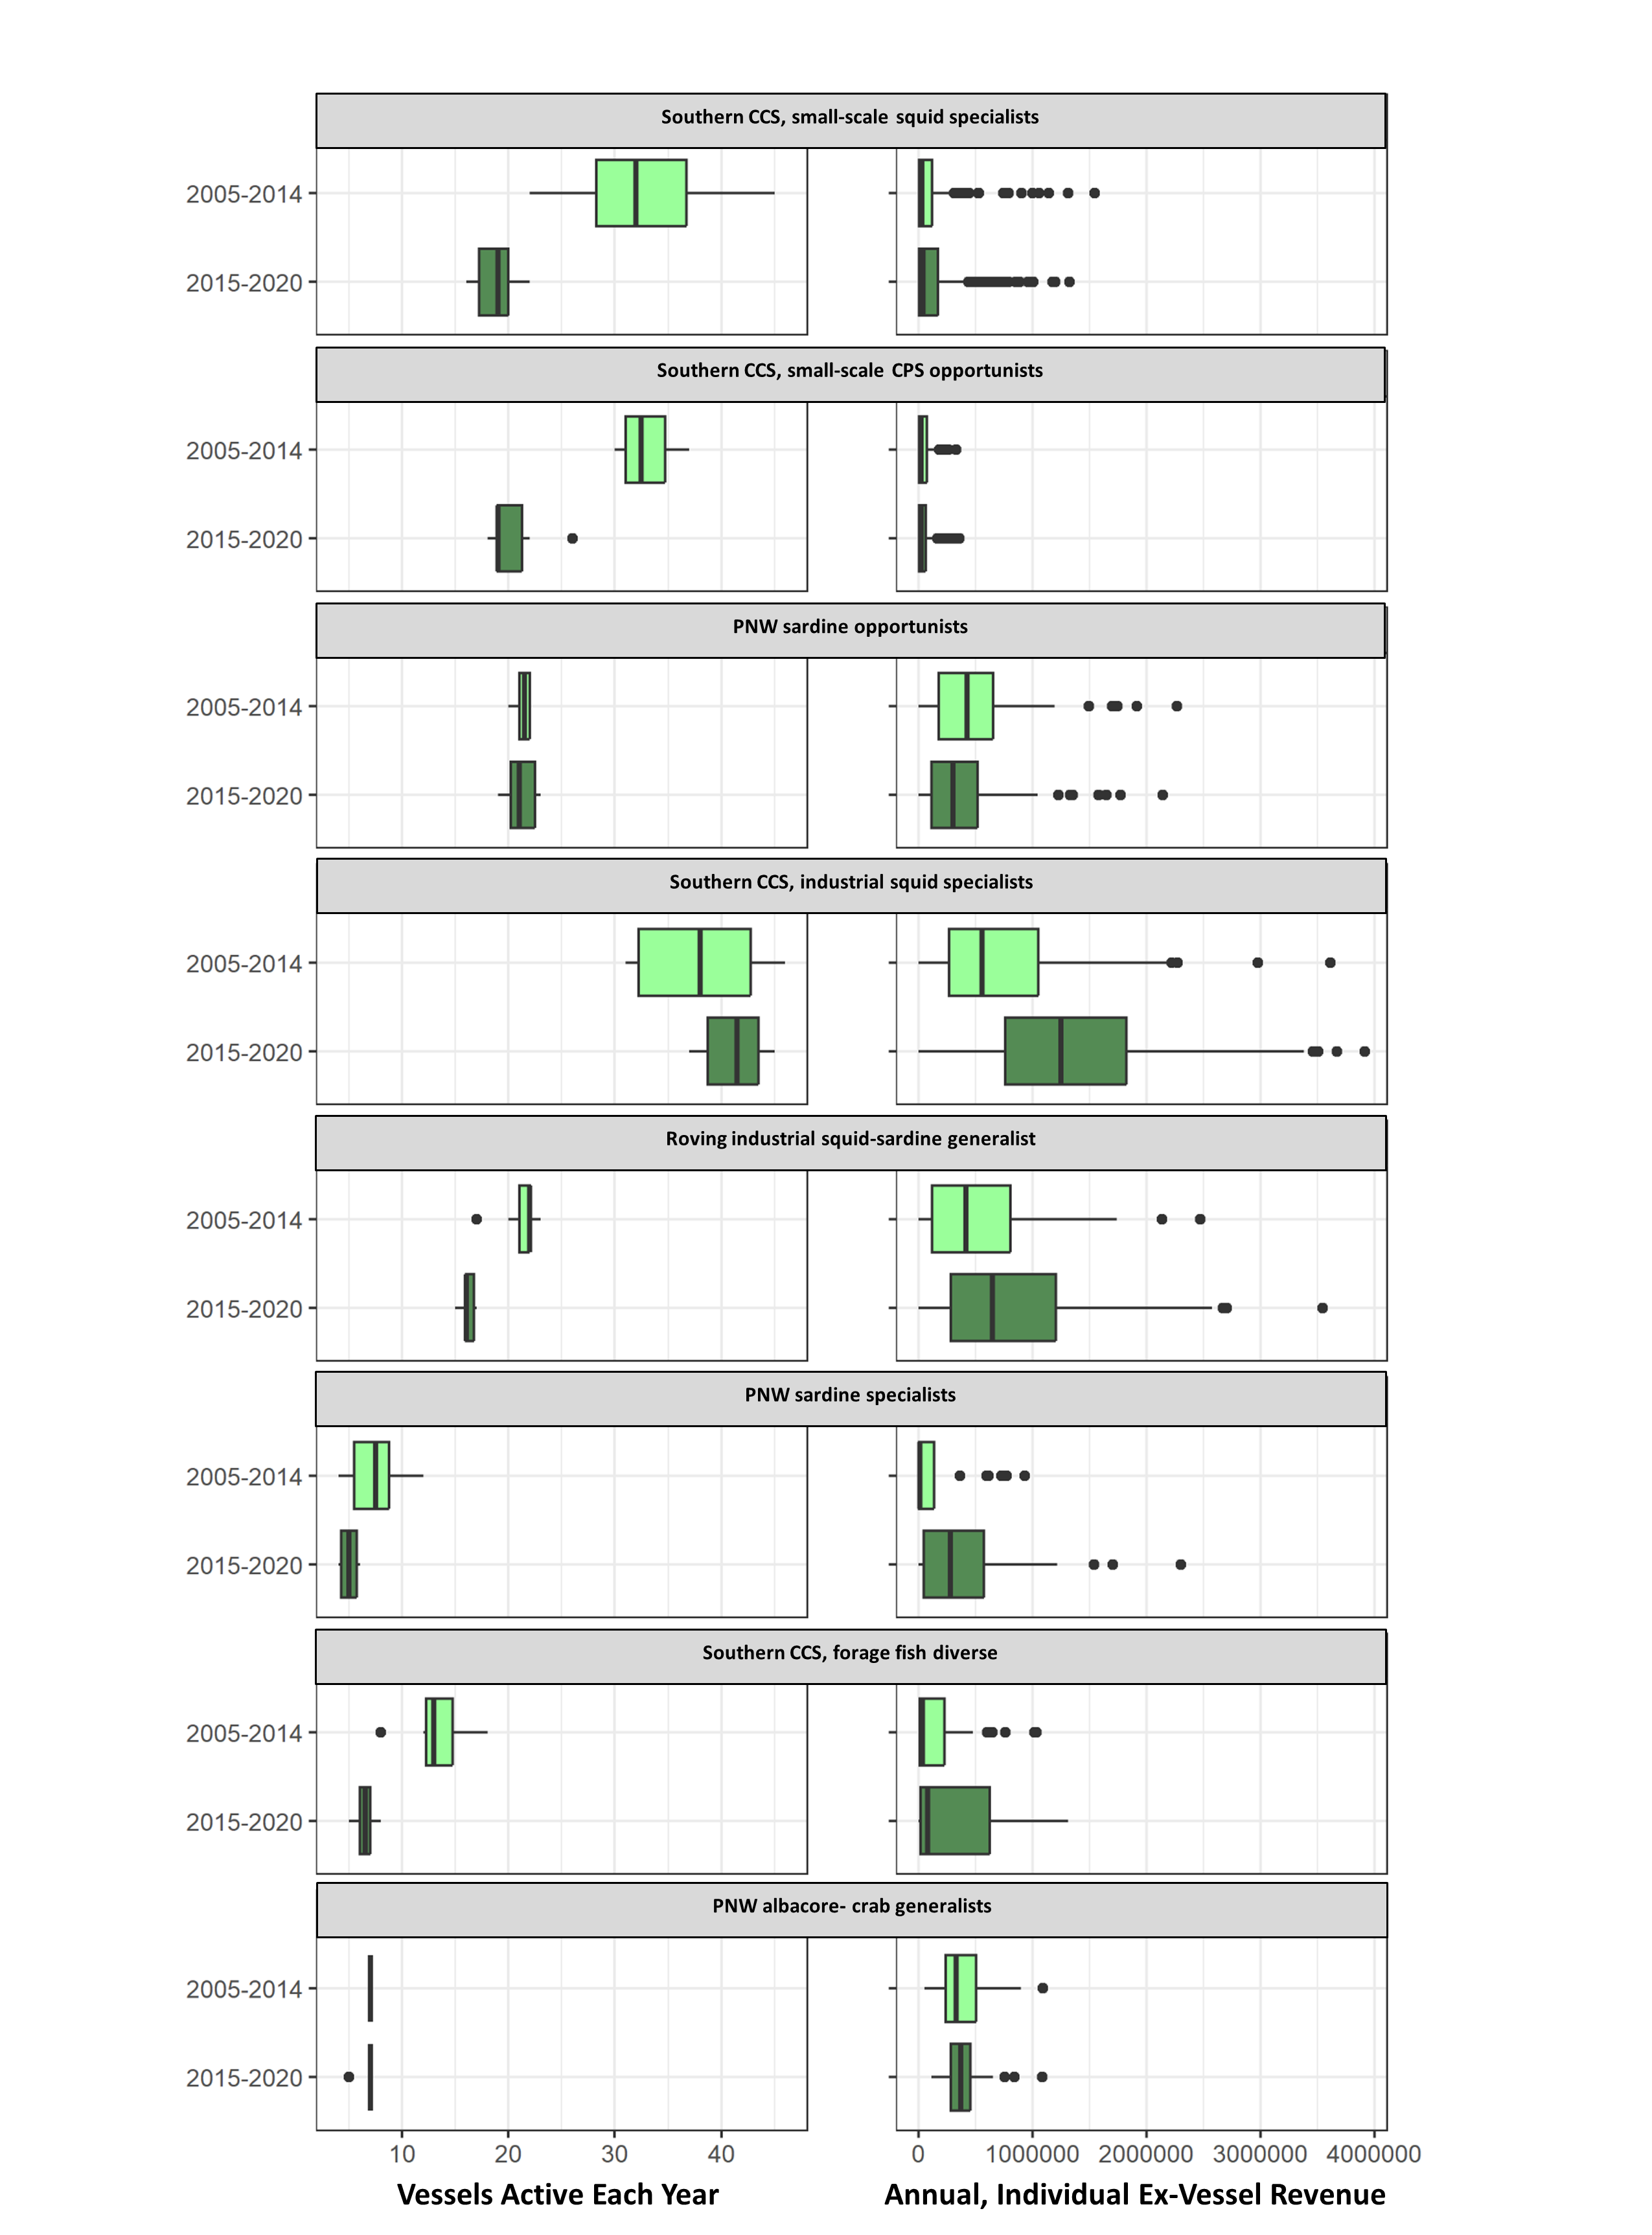 Southern CCS, small-scale squid specialists
2005-2014
2015-2020
Southern CCS, small-scale CPS opportunists
2005-2014
2015-2020
PNW sardine opportunists
2005-2014
2015-2020
Southern CCS, industrial squid specialists
2005-2014
2015-2020
Roving industrial squid-sardine generalist
2005-2014
2015-2020
PNW sardine specialists
2005-2014
2015-2020
Southern CCS, forage fish diverse
2005-2014
2015-2020
PNW albacore- crab generalists
2005-2014
2015-2020
10 20 30 40 0 1000000 2000000 3000000 4000000
Vessels Active Each Year Annual, Individual Ex-Vessel Revenue